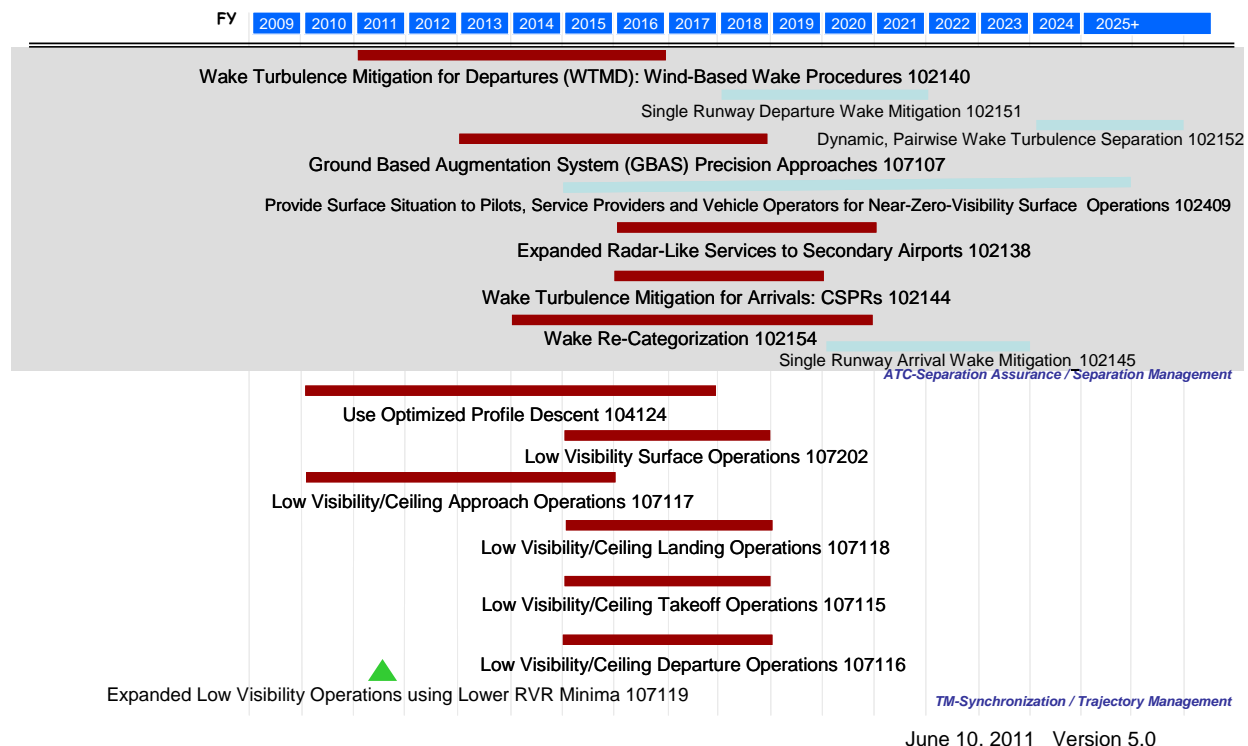 FY 2009 2010 2011 2012 2013 2014 2015 2016 2017 2018 2019 2020 2021 2022 2023 2024 2025+
Wake Turbulence Mitigation for Departures (WTMD): Wind-Based Wake Procedures 102140
Single Runway Departure Wake Mitigation 102151
Dynamic, Pairwise Wake Turbulence Separation 102152
Ground Based Augmentation System (GBAS) Precision Approaches 107107
Provide Surface Situation to Pilots, Service Providers and Vehicle Operators for Near-Zero-Visibility Surface Operations 102409
Expanded Radar-Like Services to Secondary Airports 102138
Wake Turbulence Mitigation for Arrivals: CSPRs 102144
Wake Re-Categorization 102154
Single Runway Arrival Wake Mitigation 102145
ATC-Separation Assurance / Separation Management
Use Optimized Profile Descent 104124
Low Visibility Surface Operations 107202
Low Visibility/Ceiling Approach Operations 107117
Low Visibility/Ceiling Landing Operations 107118
Low Visibility/Ceiling Takeoff Operations 107115
Low Visibility/Ceiling Departure Operations 107116
Expanded Low Visibility Operations using Lower RVR Minima 107119
TM-Synchronization / Trajectory Management
June 10, 2011 Version 5.0